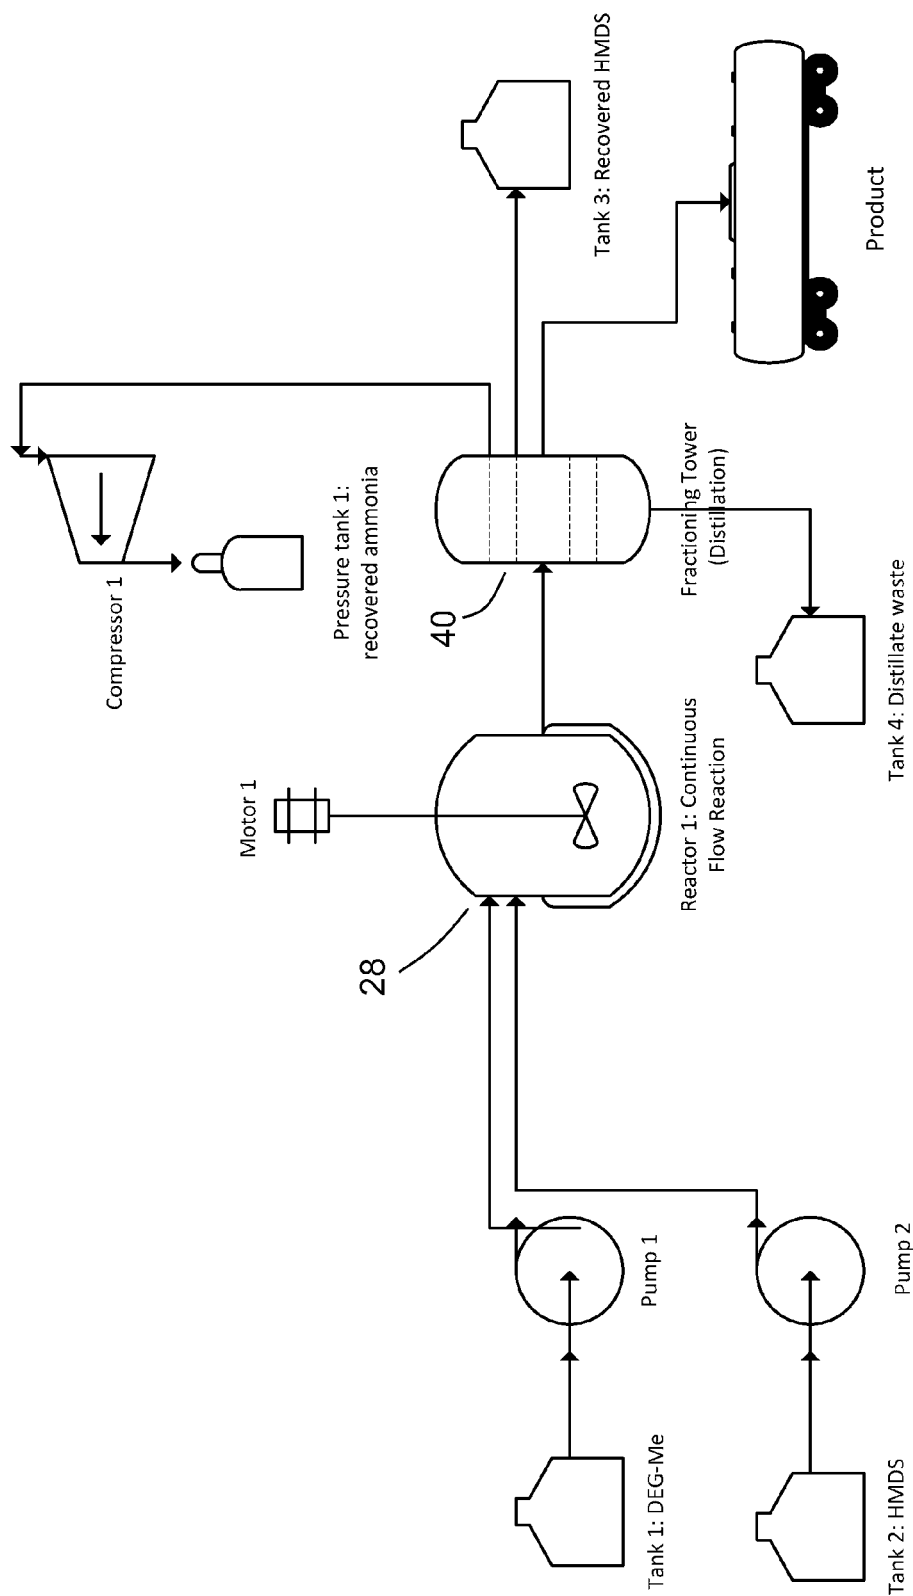 Tank 1: DEG-Me
Tank 2: HMDS
Pump 1
Pump 2
28
Motor 1
Reactor 1: Continuous
Flow Reaction
40
Fractioning Tower
(Distillation)
Tank 4: Distillate waste
Compressor 1
Pressure tank 1:
recovered ammonia
Tank 3: Recovered HMDS
Product